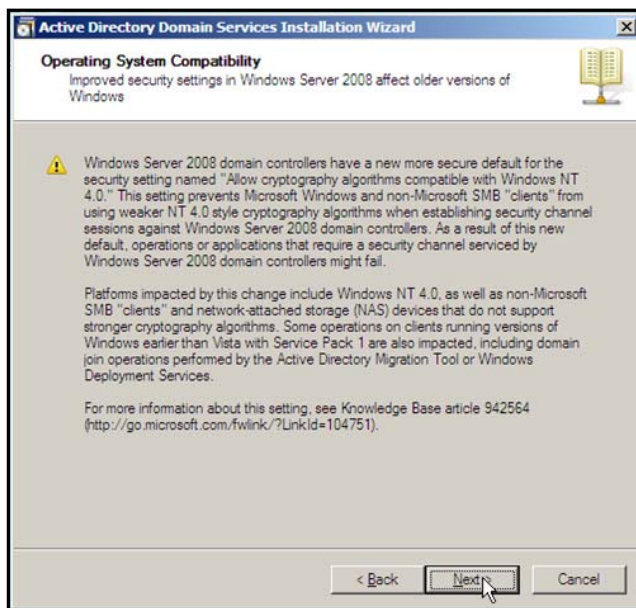 Active Directory Domain Services Installation Wizard
Operating System Compatibility
Improved security settings in Windows Server 2008 affect older versions of
Windows
Windows Server 2008 domain controllers have a new more secure default for the
security setting named "Allow cryptography algorithms compatible with Windows NT
4.0." This setting prevents Microsoft Windows and non-Microsoft SMB "clients" from
using weaker NT 4.0 style cryptography algorithms when establishing security channel
sessions against Windows Server 2008 domain controllers. As a result of this new
default, operations or applications that require a security channel serviced by
Windows Server 2008 domain controllers might fail.
Platforms impacted by this change include Windows NT 4.0, as well as non-Microsoft
SMB "clients" and network-attached storage (NAS) devices that do not support
stronger cryptography algorithms. Some operations on clients running versions of
Windows earlier than Vista with Service Pack 1 are also impacted, including domain
join operations performed by the Active Directory Migration Tool or Windows
Deployment Services.
For more information about this setting, see Knowledge Base article 942564
(http://go.microsoft.com/fwlink/?LinkId=104751).
< Back Next > Cancel